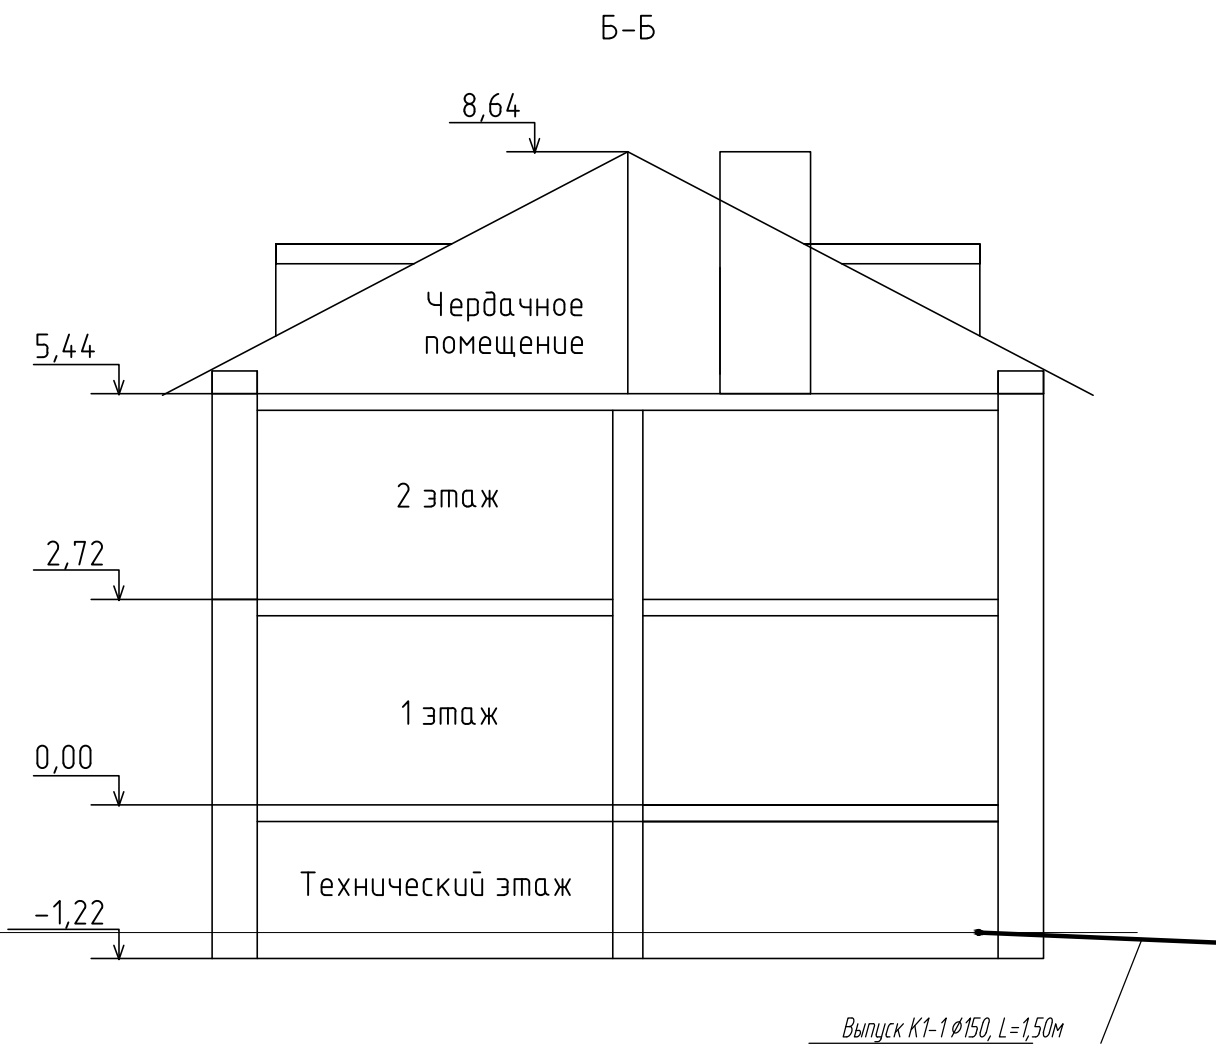 Б-Б
8,64
Чердачное
помещение
5,44
2 этаж
2,72
1 этаж
0,00
Технический этаж
-1,22
Выпуск К1-1 ϕ150, L=1,50м